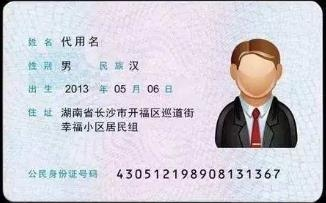 姓名 代用名
性别 男 民族 汉
出生 2013 年 05 月 06 日
住址 湖南省长沙市开福区巡道街
幸福小区居民组
公民身份证号码 430512198908131367